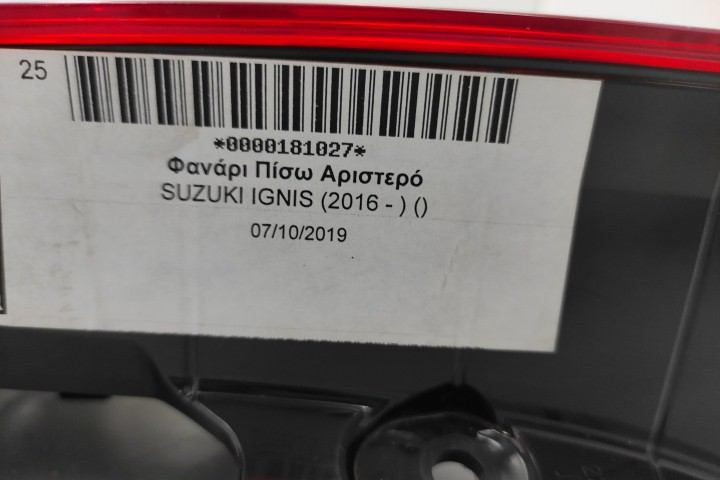 25
*0000181027*
Φανάρι Πίσω Αριστερό
SUZUKI IGNIS (2016 - ) ()
07/10/2019